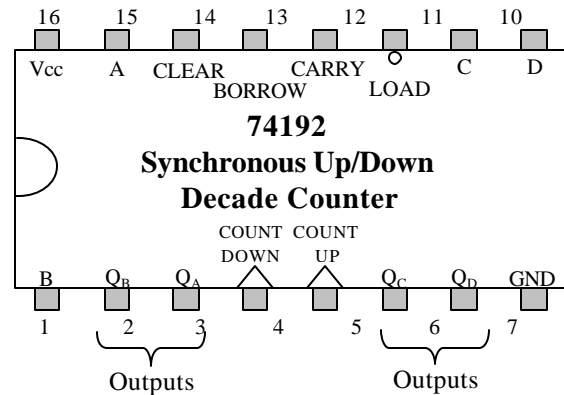 16 15 14 13 12 11 10
Vcc A CLEAR BORROW CARRY LOAD C D
74192
Synchronous Up/Down
Decade Counter
COUNT DOWN COUNT UP
B QB QA QC QD GND
1 2 3 4 5 6 7
Outputs Outputs